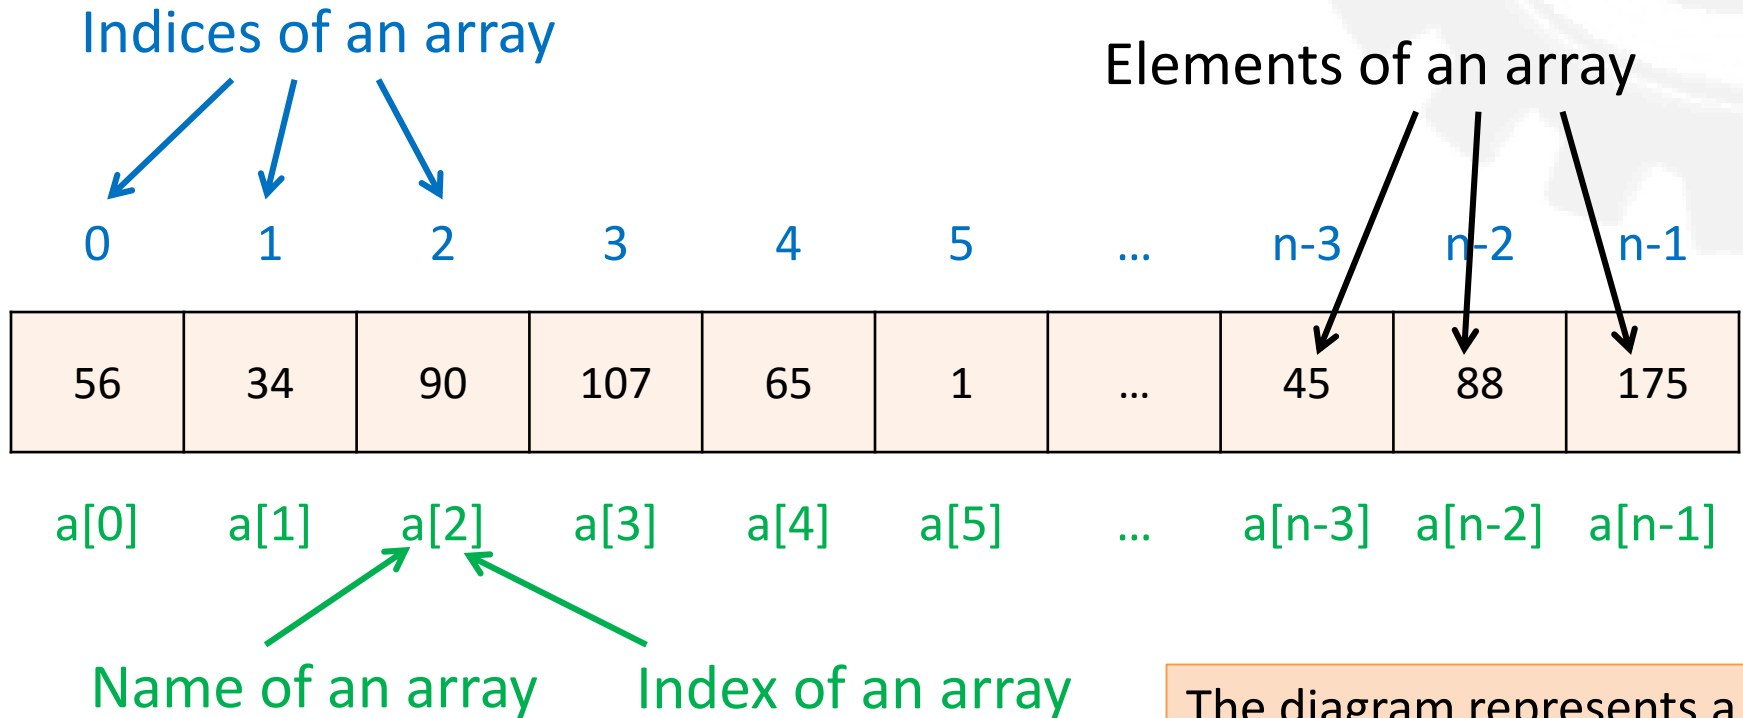 Indices of an array
Elements of an array
0 1 2 3 4 5 ... n-3 n-2 n-1
56 34 90 107 65 1 ... 45 88 175
a[0] a[1] a[2] a[3] a[4] a[5] ... a[n-3] a[n-2] a[n-1]
Name of an array Index of an array
The diagram represents a